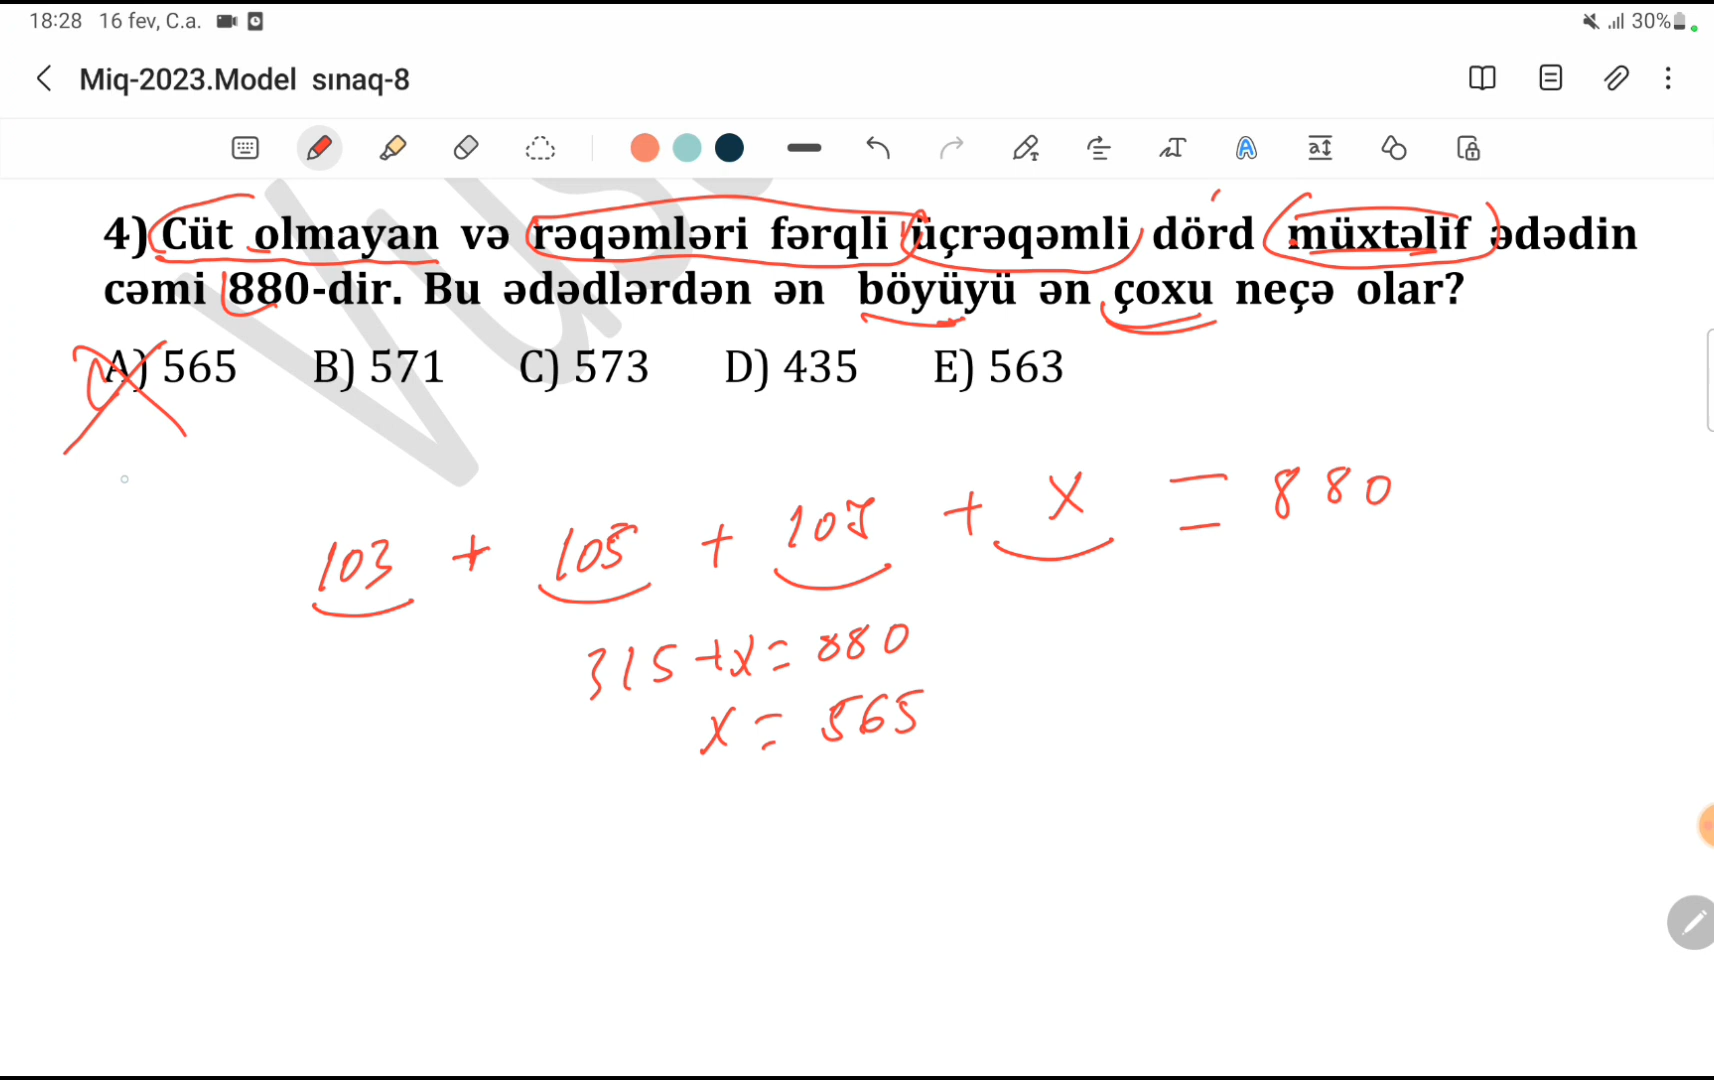 18:28 16 fev, C.a. 30%
Miq-2023.Model sınaq-8
4) Cüt olmayan və rəqəmləri fərqli üçrəqəmli dörd müxtəlif ədədin
cəmi 880-dir. Bu ədədlərdən ən böyüyü ən çoxu neçə olar?
A) 565 B) 571 C) 573 D) 435 E) 563
103 + 105 + 107 + x = 880
315 + x = 880
x = 565